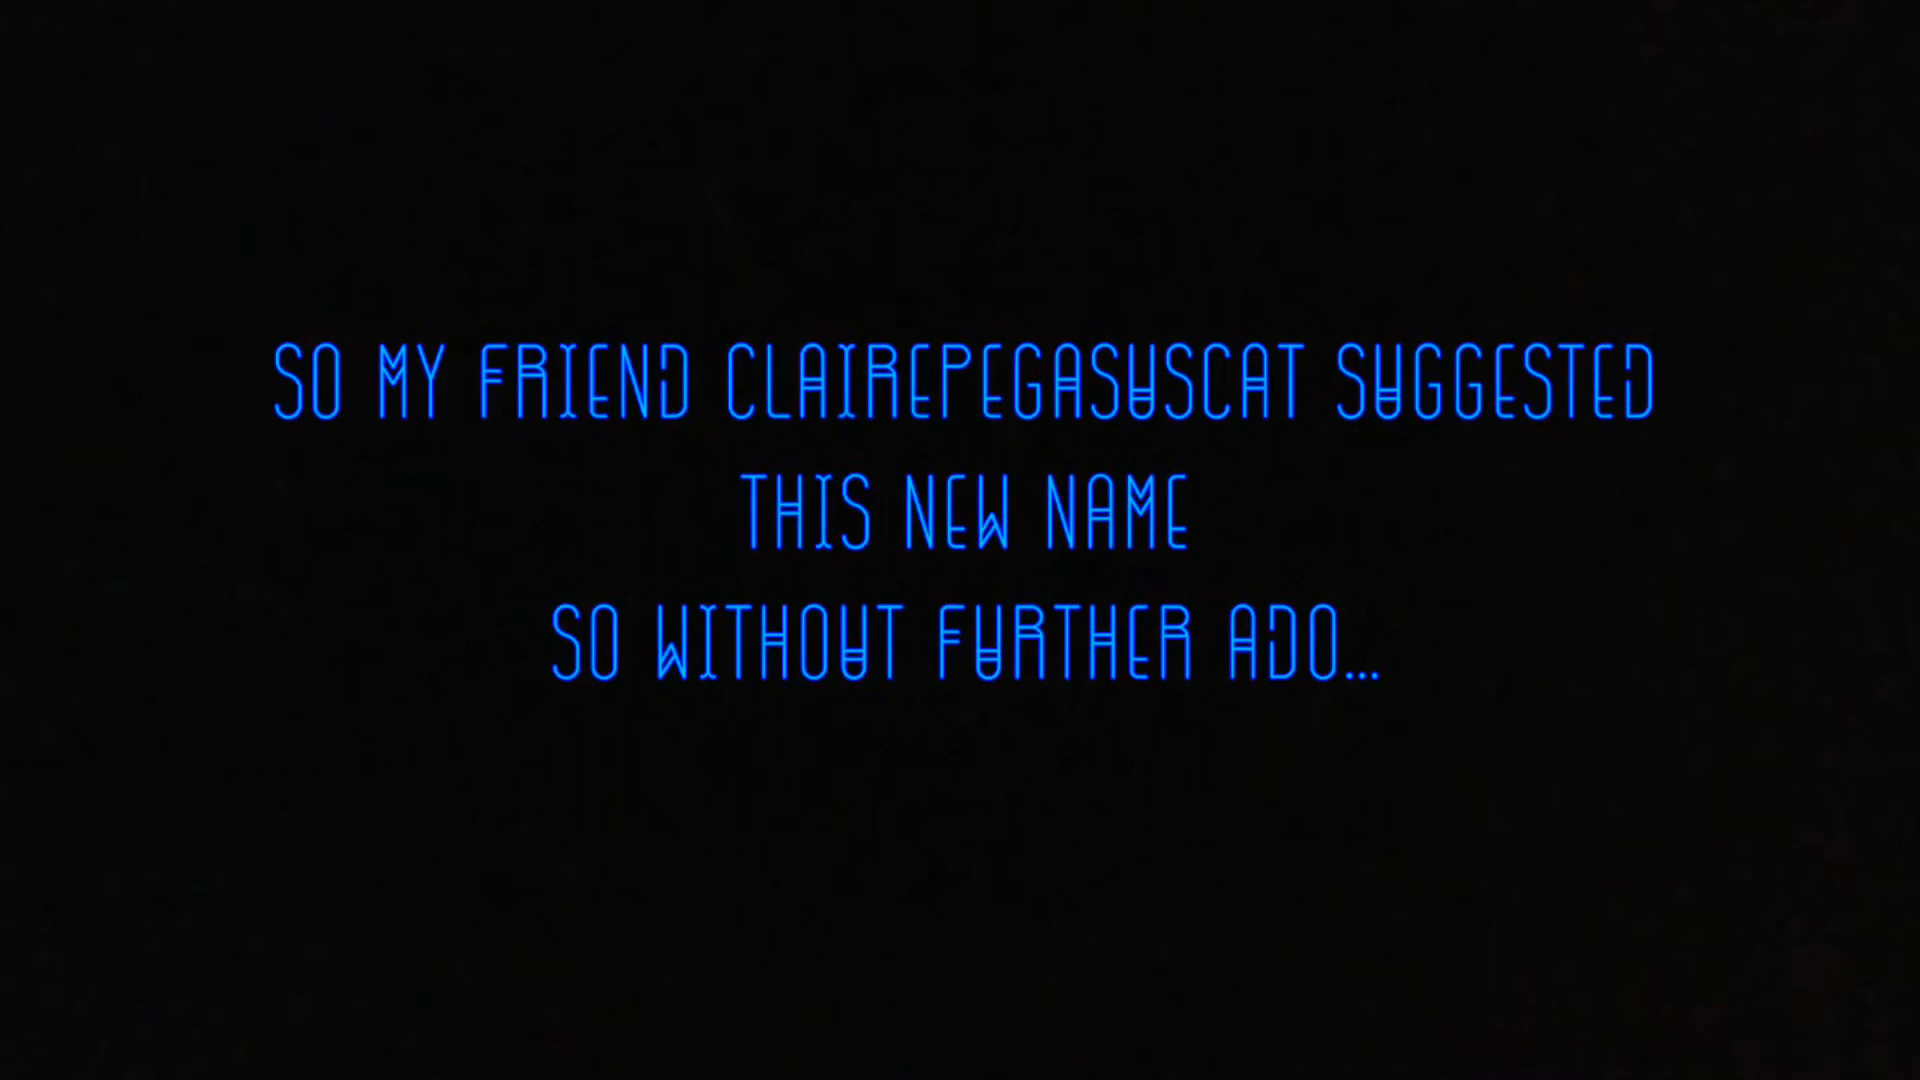 SO MY FRIEND CLAIREPEGASUSCAT SUGGESTED
THIS NEW NAME
SO WITHOUT FURTHER ADO...